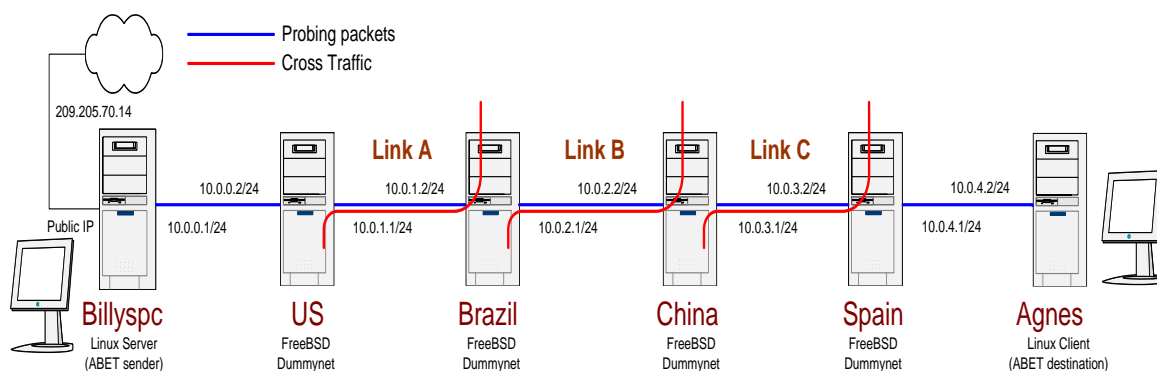 Probing packets
Cross Traffic
209.205.70.14
Link A
Link B
Link C
10.0.0.2/24
10.0.1.2/24
10.0.2.2/24
10.0.3.2/24
10.0.4.2/24
Public IP
10.0.0.1/24
10.0.1.1/24
10.0.2.1/24
10.0.3.1/24
10.0.4.1/24
Billyspc
US
Brazil
China
Spain
Agnes
Linux Server
FreeBSD
FreeBSD
FreeBSD
FreeBSD
Linux Client
(ABET sender)
Dummynet
Dummynet
Dummynet
Dummynet
(ABET destination)